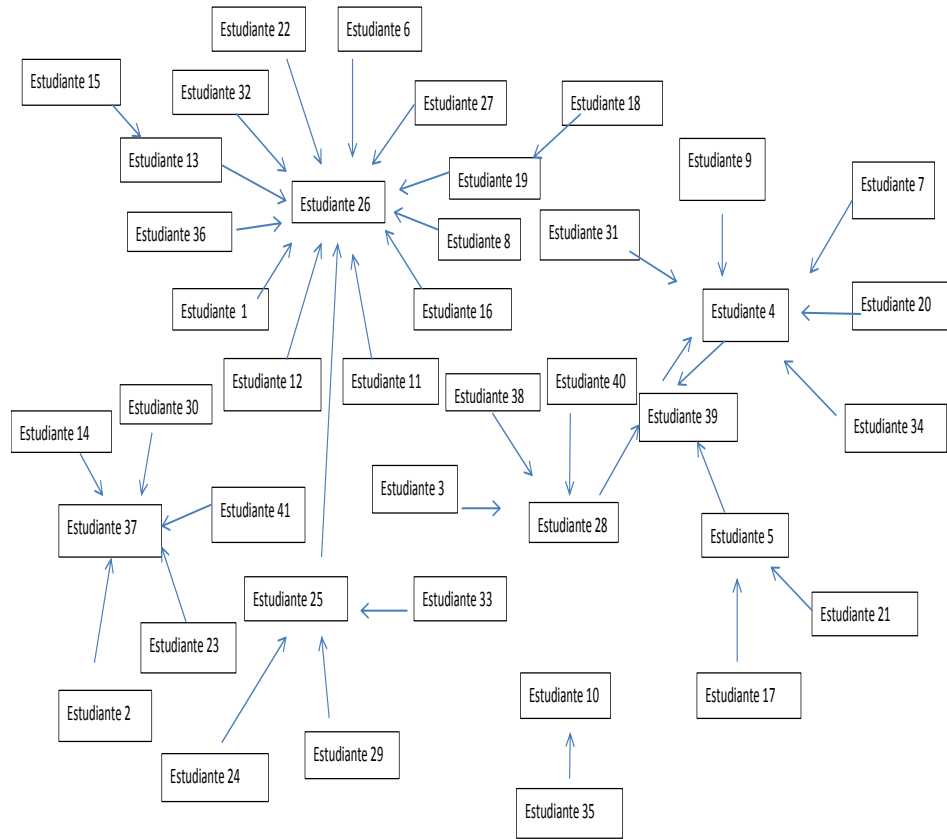 Estudiante 22
Estudiante 6
Estudiante 15
Estudiante 32
Estudiante 27
Estudiante 18
Estudiante 13
Estudiante 19
Estudiante 9
Estudiante 7
Estudiante 26
Estudiante 36
Estudiante 8
Estudiante 31
Estudiante 1
Estudiante 16
Estudiante 4
Estudiante 20
Estudiante 12
Estudiante 11
Estudiante 40
Estudiante 38
Estudiante 30
Estudiante 14
Estudiante 39
Estudiante 34
Estudiante 3
Estudiante 41
Estudiante 37
Estudiante 28
Estudiante 5
Estudiante 25
Estudiante 33
Estudiante 21
Estudiante 23
Estudiante 2
Estudiante 10
Estudiante 17
Estudiante 24
Estudiante 29
Estudiante 35